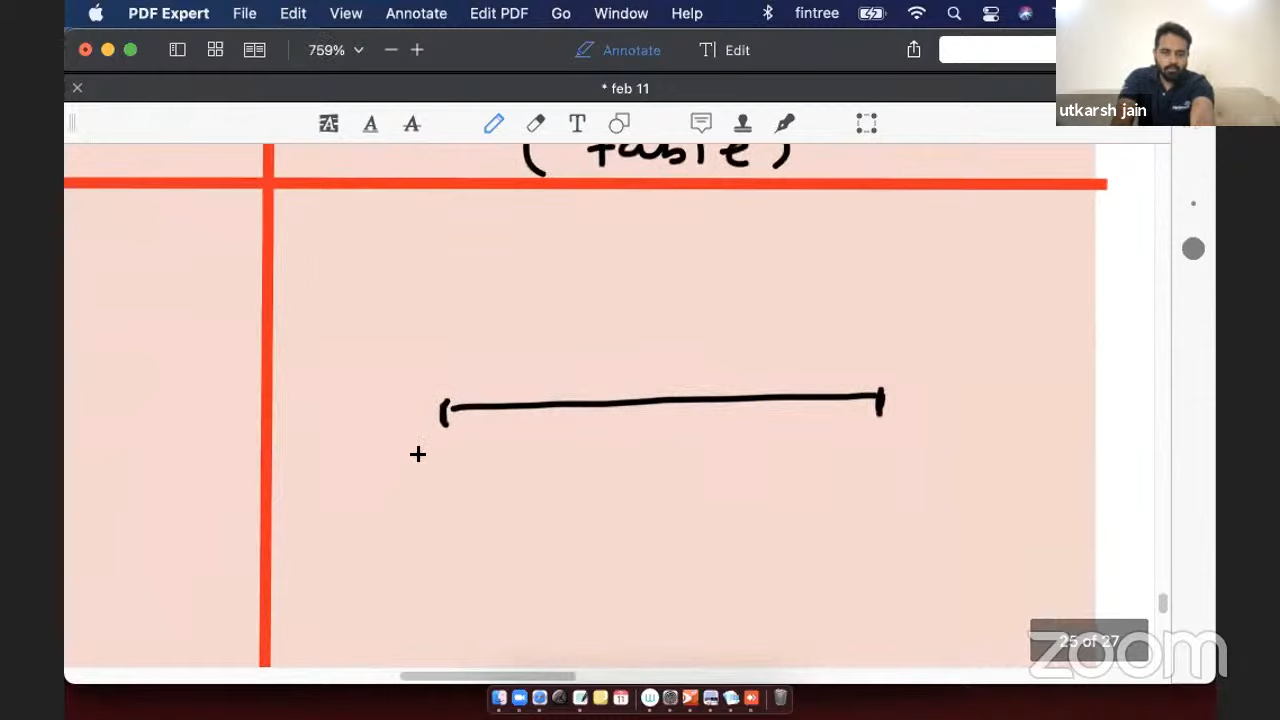 PDF Expert File Edit View Annotate Edit PDF Go Window Help fintree
759% Annotate T Edit
utkarsh jain
* feb 11
A A A T
( table )
25 of 27
zoom
11